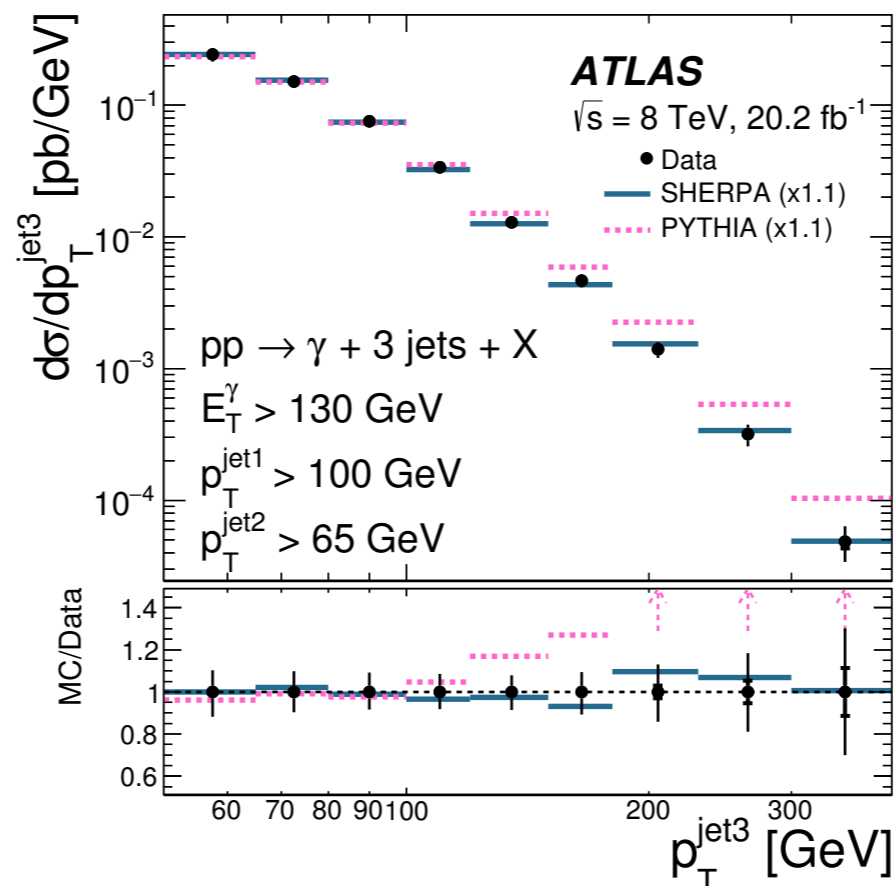 ATLAS
√s = 8 TeV, 20.2 fb⁻¹
Data
SHERPA (x1.1)
PYTHIA (x1.1)
dσ/dp_T^jet3 [pb/GeV]
10⁻¹
10⁻²
10⁻³
10⁻⁴
pp → γ + 3 jets + X
E_T^γ > 130 GeV
p_T^jet1 > 100 GeV
p_T^jet2 > 65 GeV
MC/Data
1.4
1.2
1
0.8
0.6
60 70 80 90 100 200 300
p_T^jet3 [GeV]